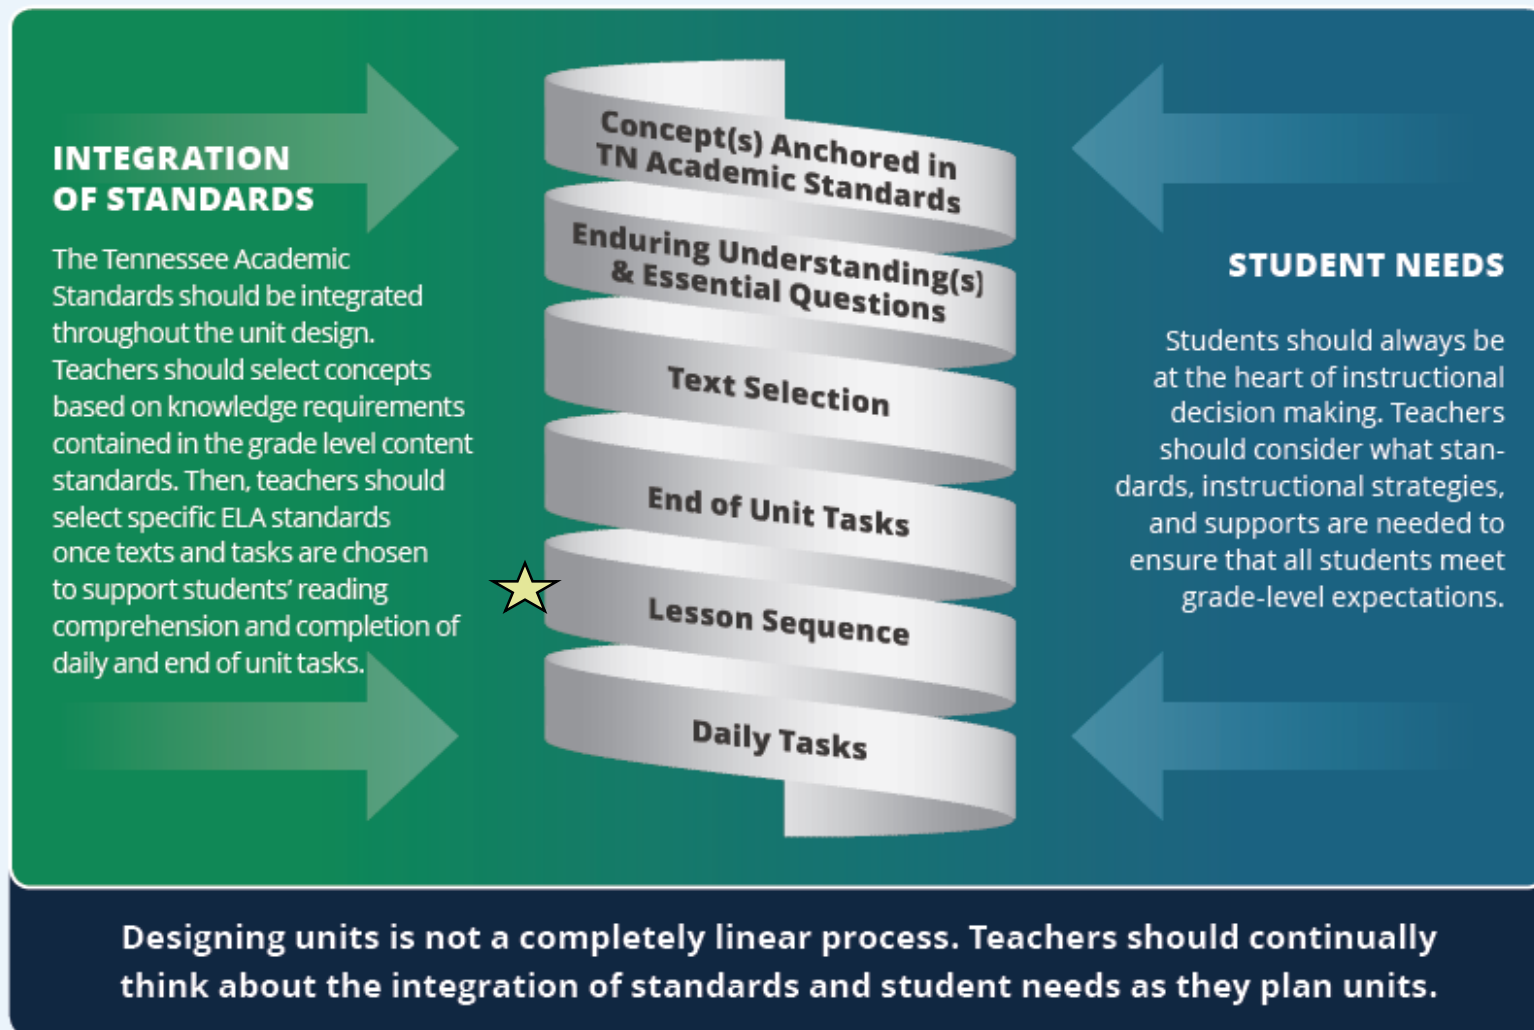 INTEGRATION
OF STANDARDS
The Tennessee Academic
Standards should be integrated
throughout the unit design.
Teachers should select concepts
based on knowledge requirements
contained in the grade level content
standards. Then, teachers should
select specific ELA standards
once texts and tasks are chosen
to support students’ reading
comprehension and completion of
daily and end of unit tasks.
Concept(s) Anchored in
TN Academic Standards
Enduring Understanding(s)
& Essential Questions
Text Selection
End of Unit Tasks
Lesson Sequence
Daily Tasks
STUDENT NEEDS
Students should always be
at the heart of instructional
decision making. Teachers
should consider what stan-
dards, instructional strategies,
and supports are needed to
ensure that all students meet
grade-level expectations.
Designing units is not a completely linear process. Teachers should continually
think about the integration of standards and student needs as they plan units.